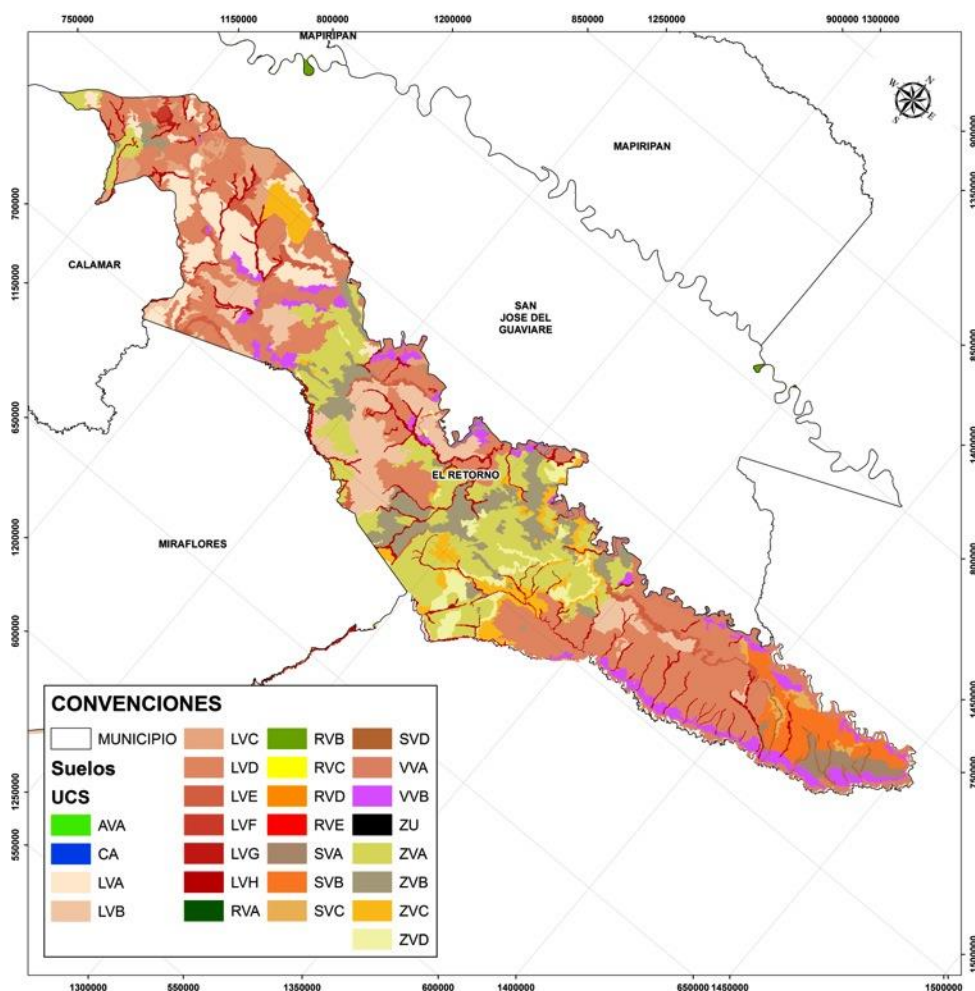 750000 1150000 800000 1200000 850000 1250000 900000 1300000
MAPIRIPAN
N
W
E
S
MAPIRIPAN
900000
1350000
700000
CALAMAR
1150000
SAN
JOSE DEL
GUAVIARE
850000
650000
1400000
EL RETORNO
1200000
MIRAFLORES
800000
600000
1450000
750000
1250000
550000
1500000
CONVENCIONES
MUNICIPIO
Suelos
UCS
AVA
CA
LVA
LVB
LVC
LVD
LVE
LVF
LVG
LVH
RVA
RVB
RVC
RVD
RVE
SVA
SVB
SVC
SVD
VVA
VVB
ZU
ZVA
ZVB
ZVC
ZVD
1300000 550000 1350000 600000 1400000 650000 1450000 1500000